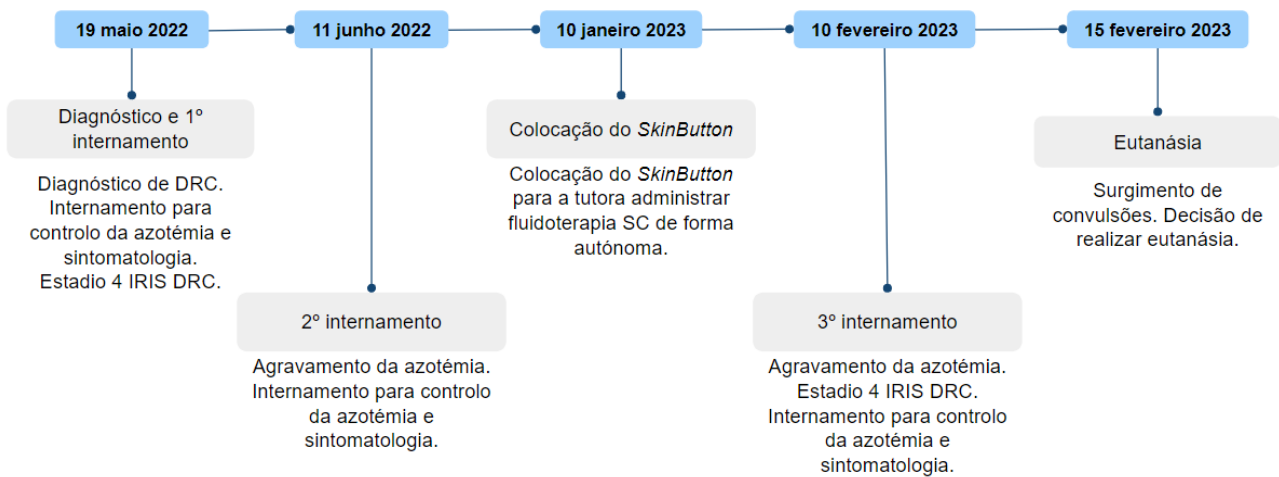 19 maio 2022
11 junho 2022
10 janeiro 2023
10 fevereiro 2023
15 fevereiro 2023
Diagnóstico e 1º
internamento
Diagnóstico de DRC.
Internamento para
controlo da azotémia e
sintomatologia.
Estadio 4 IRIS DRC.
2º internamento
Agravamento da azotémia.
Internamento para controlo
da azotémia e
sintomatologia.
Colocação do SkinButton
Colocação do SkinButton
para a tutora administrar
fluidoterapia SC de forma
autónoma.
3º internamento
Agravamento da azotémia.
Estadio 4 IRIS DRC.
Internamento para controlo
da azotémia e
sintomatologia.
Eutanásia
Surgimento de
convulsões. Decisão de
realizar eutanásia.